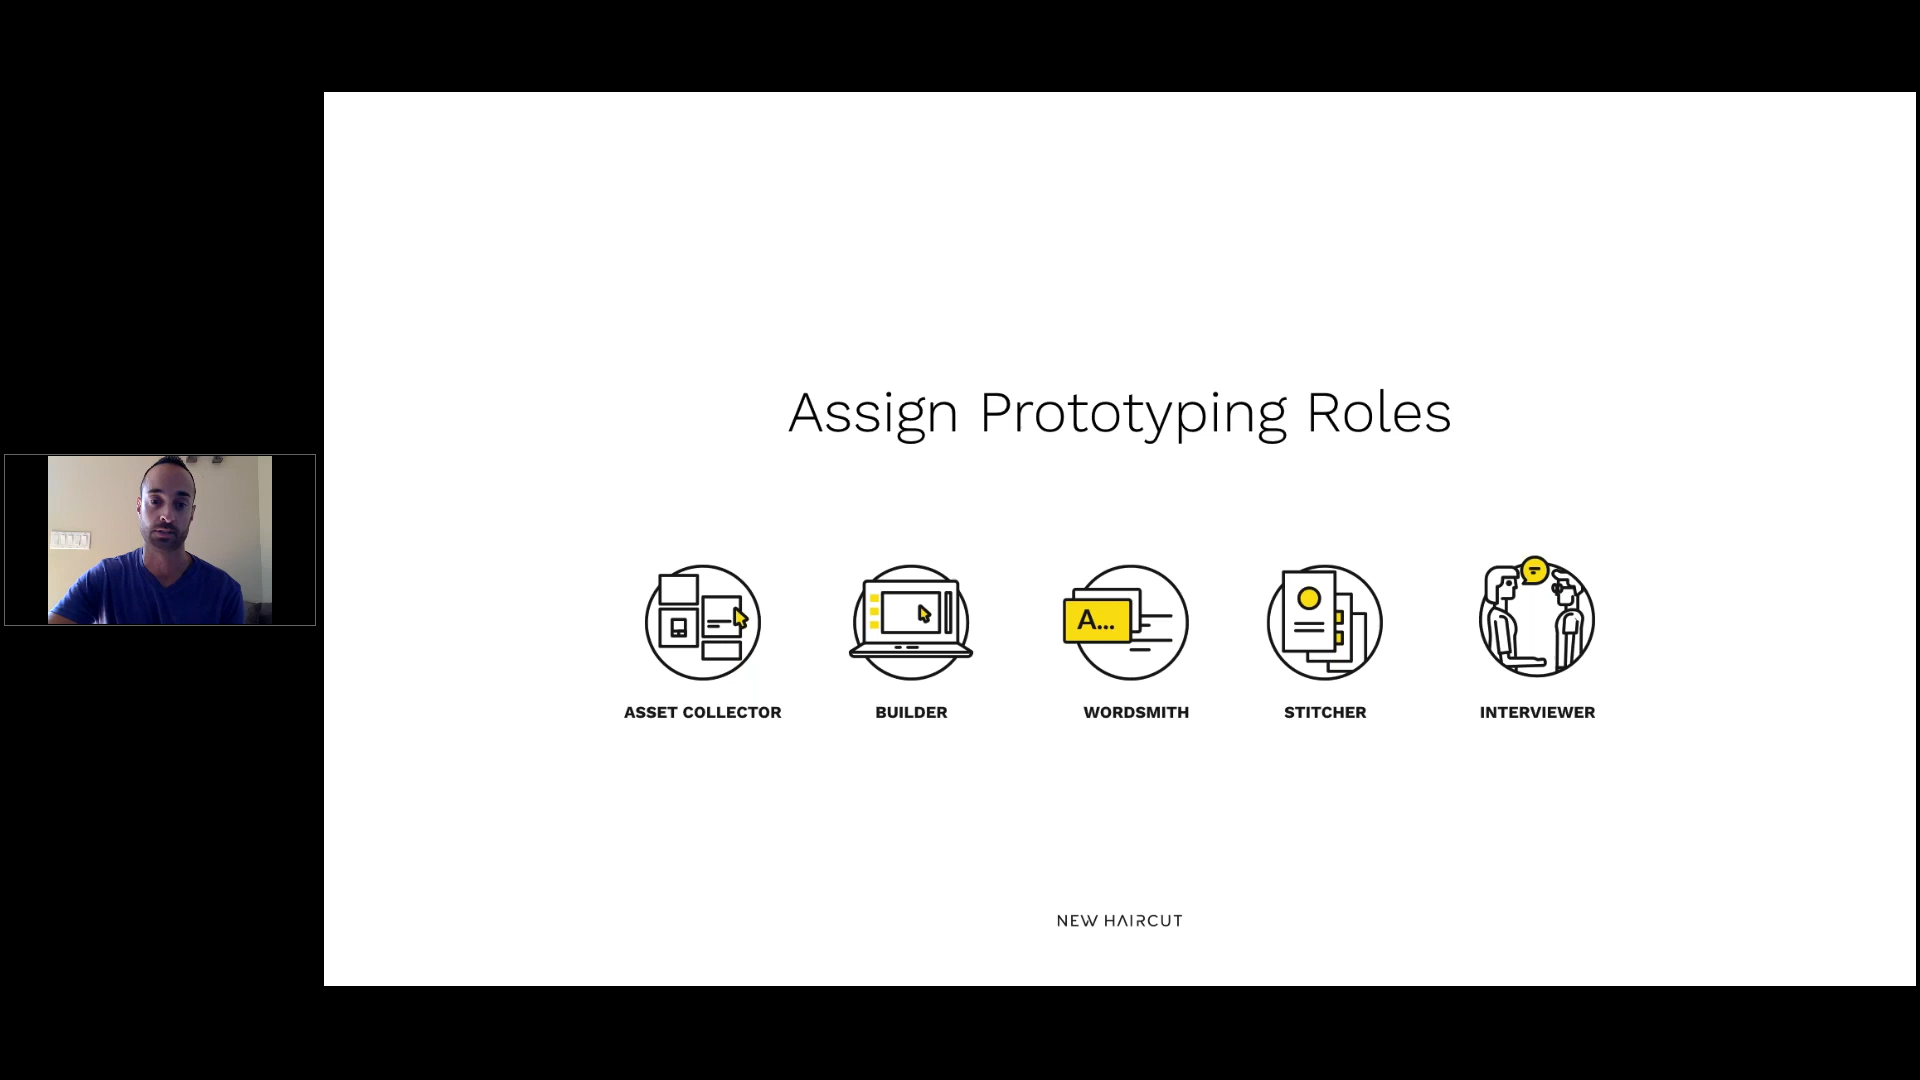 Assign Prototyping Roles
A...
ASSET COLLECTOR
BUILDER
WORDSMITH
STITCHER
INTERVIEWER
NEW HAIRCUT